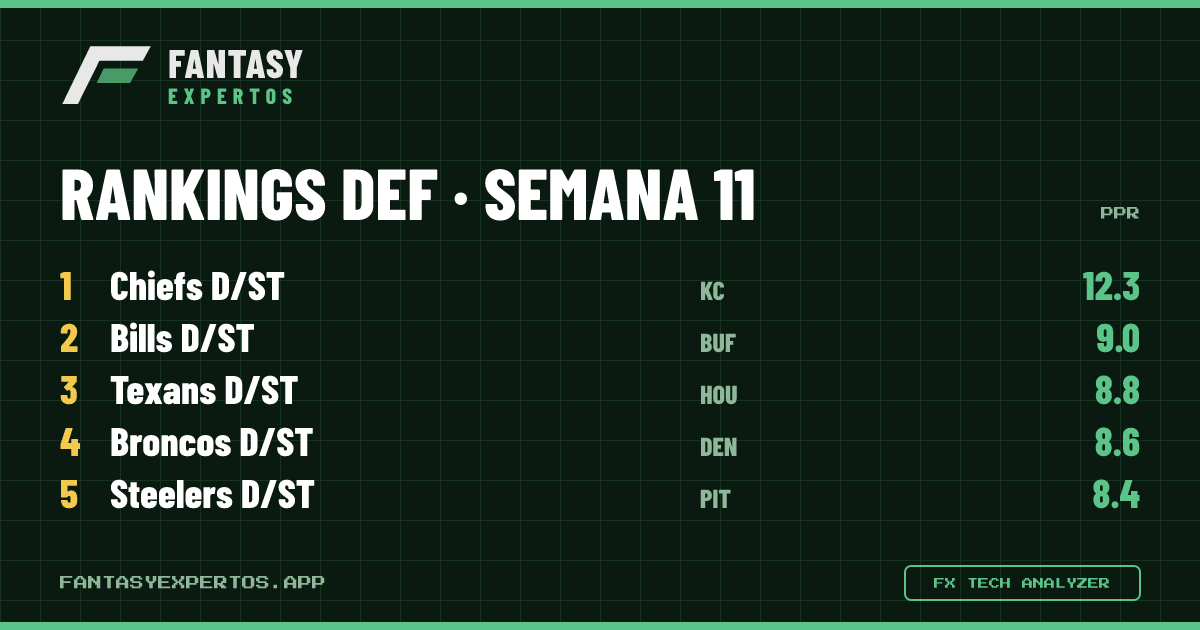 FANTASY
EXPERTOS
RANKINGS DEF · SEMANA 11
PPR
1 Chiefs D/ST KC 12.3
2 Bills D/ST BUF 9.0
3 Texans D/ST HOU 8.8
4 Broncos D/ST DEN 8.6
5 Steelers D/ST PIT 8.4
FANTASYEXPERTOS.APP
FX TECH ANALYZER